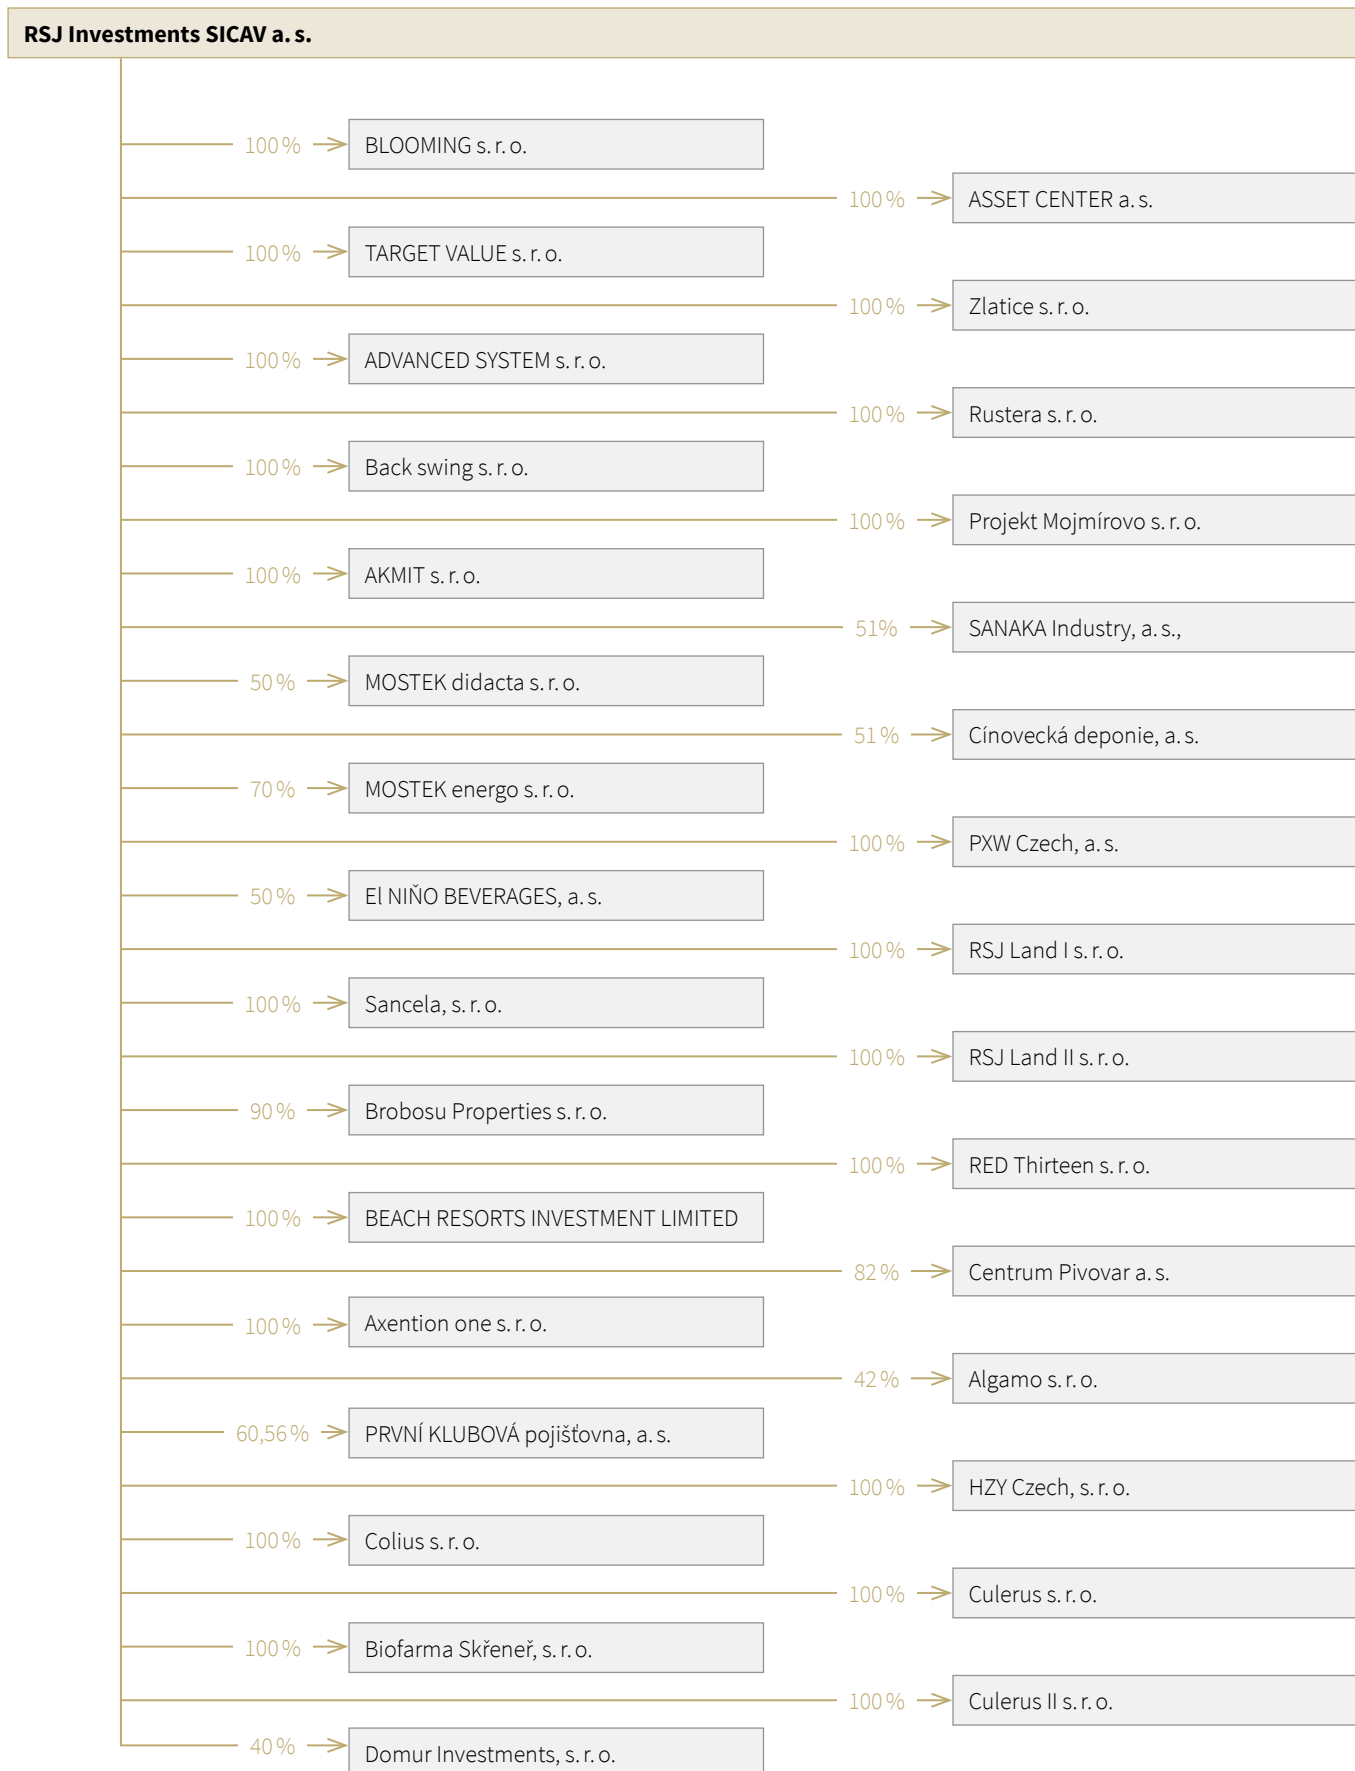 RSJ Investments SICAV a. s.
100 % BLOOMING s. r. o.
100 % ASSET CENTER a. s.
100 % TARGET VALUE s. r. o.
100 % Zlatice s. r. o.
100 % ADVANCED SYSTEM s. r. o.
100 % Rustera s. r. o.
100 % Back swing s. r. o.
100 % Projekt Mojmírovo s. r. o.
100 % AKMIT s. r. o.
51% SANAKA Industry, a. s.,
50 % MOSTEK didacta s. r. o.
51 % Cínovecká deponie, a. s.
70 % MOSTEK energo s. r. o.
100 % PXW Czech, a. s.
50 % El NIŇO BEVERAGES, a. s.
100 % RSJ Land I s. r. o.
100 % Sancela, s. r. o.
100 % RSJ Land II s. r. o.
90 % Brobosu Properties s. r. o.
100 % RED Thirteen s. r. o.
100 % BEACH RESORTS INVESTMENT LIMITED
82 % Centrum Pivovar a. s.
100 % Axention one s. r. o.
42 % Algamo s. r. o.
60,56 % PRVNÍ KLUBOVÁ pojišťovna, a. s.
100 % HZY Czech, s. r. o.
100 % Colius s. r. o.
100 % Culerus s. r. o.
100 % Biofarma Skřeneř, s. r. o.
100 % Culerus II s. r. o.
40 % Domur Investments, s. r. o.